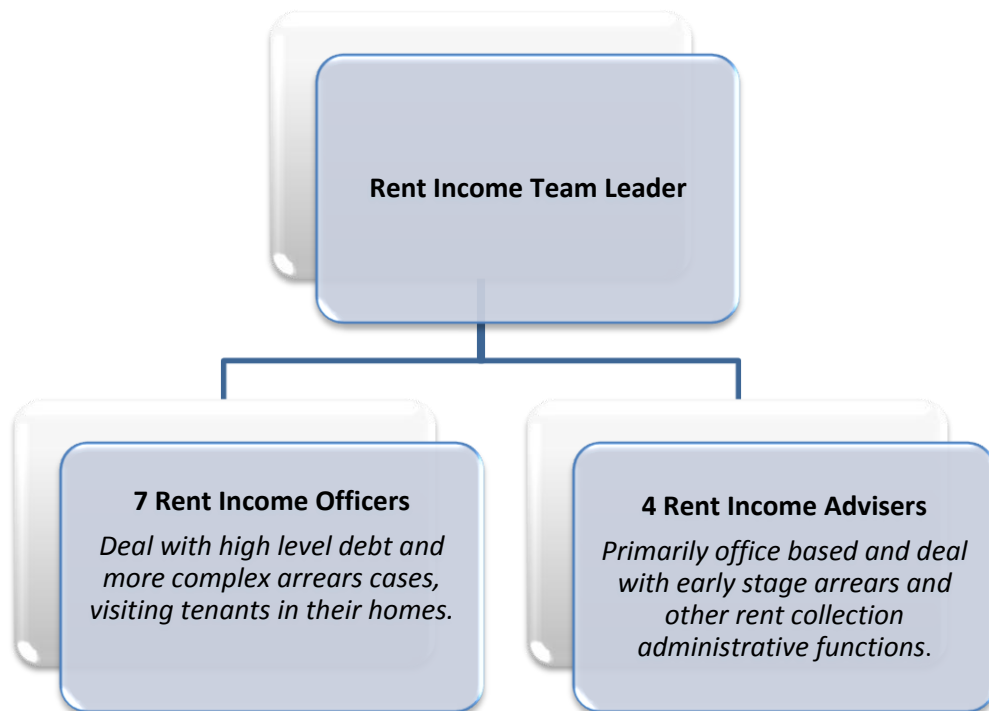 Rent Income Team Leader
7 Rent Income Officers
Deal with high level debt and
more complex arrears cases,
visiting tenants in their homes.
4 Rent Income Advisers
Primarily office based and deal
with early stage arrears and
other rent collection
administrative functions.